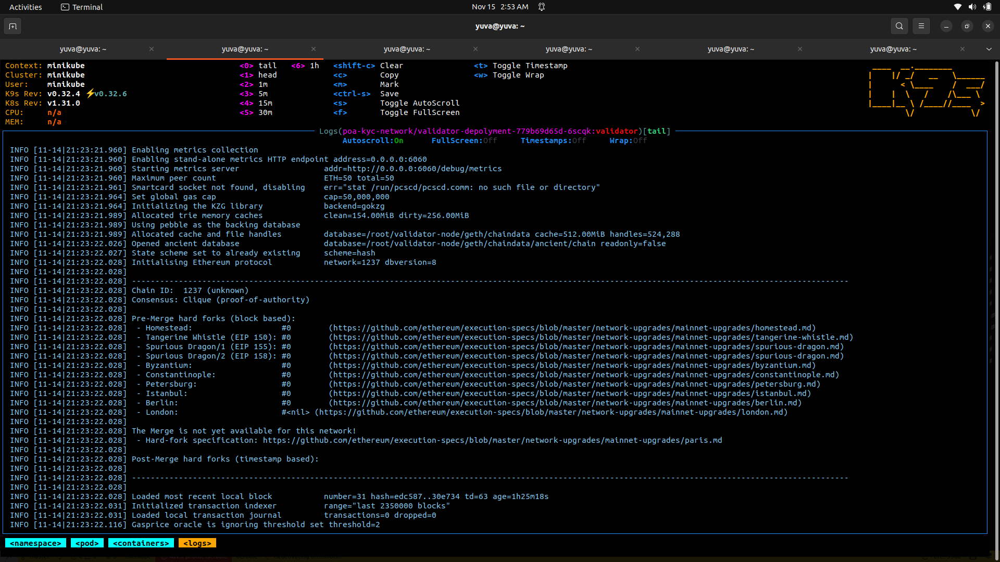 Activities Terminal Nov 15 2:53 AM
yuva@yuva: ~
yuva@yuva: ~ × yuva@yuva: ~ × yuva@yuva: ~ × yuva@yuva: ~ × yuva@yuva: ~ × yuva@yuva: ~ ×
Context: minikube <0> tail <6> 1h <shift-c> Clear <t> Toggle Timestamp
Cluster: minikube <1> head <c> Copy <w> Toggle Wrap
User: minikube <2> 1m <m> Mark
K9s Rev: v0.32.4 ⚡v0.32.6 <3> 5m <ctrl-s> Save
K8s Rev: v1.31.0 <4> 15m <s> Toggle AutoScroll
CPU: n/a <5> 30m <f> Toggle FullScreen
MEM: n/a
Logs(poa-kyc-network/validator-depolyment-779b69d65d-6scqk:validator)[tail]
Autoscroll:On FullScreen:Off Timestamps:Off Wrap:Off
INFO [11-14|21:23:21.960] Enabling metrics collection
INFO [11-14|21:23:21.960] Enabling stand-alone metrics HTTP endpoint address=0.0.0.0:6060
INFO [11-14|21:23:21.960] Starting metrics server addr=http://0.0.0.0:6060/debug/metrics
INFO [11-14|21:23:21.960] Maximum peer count ETH=50 total=50
INFO [11-14|21:23:21.961] Smartcard socket not found, disabling err="stat /run/pcscd/pcscd.comm: no such file or directory"
INFO [11-14|21:23:21.964] Set global gas cap cap=50,000,000
INFO [11-14|21:23:21.964] Initializing the KZG library backend=gokzg
INFO [11-14|21:23:21.989] Allocated trie memory caches clean=154.00MiB dirty=256.00MiB
INFO [11-14|21:23:21.989] Using pebble as the backing database
INFO [11-14|21:23:21.989] Allocated cache and file handles database=/root/validator-node/geth/chaindata cache=512.00MiB handles=524,288
INFO [11-14|21:23:22.026] Opened ancient database database=/root/validator-node/geth/chaindata/ancient/chain readonly=false
INFO [11-14|21:23:22.027] State scheme set to already existing scheme=hash
INFO [11-14|21:23:22.028] Initialising Ethereum protocol network=1237 dbversion=8
INFO [11-14|21:23:22.028]
INFO [11-14|21:23:22.028] ---------------------------------------------------------------------------------------------------------------------------------------------------------
INFO [11-14|21:23:22.028] Chain ID: 1237 (unknown)
INFO [11-14|21:23:22.028] Consensus: Clique (proof-of-authority)
INFO [11-14|21:23:22.028]
INFO [11-14|21:23:22.028] Pre-Merge hard forks (block based):
INFO [11-14|21:23:22.028] - Homestead: #0 (https://github.com/ethereum/execution-specs/blob/master/network-upgrades/mainnet-upgrades/homestead.md)
INFO [11-14|21:23:22.028] - Tangerine Whistle (EIP 150): #0 (https://github.com/ethereum/execution-specs/blob/master/network-upgrades/mainnet-upgrades/tangerine-whistle.md)
INFO [11-14|21:23:22.028] - Spurious Dragon/1 (EIP 155): #0 (https://github.com/ethereum/execution-specs/blob/master/network-upgrades/mainnet-upgrades/spurious-dragon.md)
INFO [11-14|21:23:22.028] - Spurious Dragon/2 (EIP 158): #0 (https://github.com/ethereum/execution-specs/blob/master/network-upgrades/mainnet-upgrades/spurious-dragon.md)
INFO [11-14|21:23:22.028] - Byzantium: #0 (https://github.com/ethereum/execution-specs/blob/master/network-upgrades/mainnet-upgrades/byzantium.md)
INFO [11-14|21:23:22.028] - Constantinople: #0 (https://github.com/ethereum/execution-specs/blob/master/network-upgrades/mainnet-upgrades/constantinople.md)
INFO [11-14|21:23:22.028] - Petersburg: #0 (https://github.com/ethereum/execution-specs/blob/master/network-upgrades/mainnet-upgrades/petersburg.md)
INFO [11-14|21:23:22.028] - Istanbul: #0 (https://github.com/ethereum/execution-specs/blob/master/network-upgrades/mainnet-upgrades/istanbul.md)
INFO [11-14|21:23:22.028] - Berlin: #0 (https://github.com/ethereum/execution-specs/blob/master/network-upgrades/mainnet-upgrades/berlin.md)
INFO [11-14|21:23:22.028] - London: #<nil> (https://github.com/ethereum/execution-specs/blob/master/network-upgrades/mainnet-upgrades/london.md)
INFO [11-14|21:23:22.028]
INFO [11-14|21:23:22.028] The Merge is not yet available for this network!
INFO [11-14|21:23:22.028] - Hard-fork specification: https://github.com/ethereum/execution-specs/blob/master/network-upgrades/mainnet-upgrades/paris.md
INFO [11-14|21:23:22.028]
INFO [11-14|21:23:22.028] Post-Merge hard forks (timestamp based):
INFO [11-14|21:23:22.028]
INFO [11-14|21:23:22.028] ---------------------------------------------------------------------------------------------------------------------------------------------------------
INFO [11-14|21:23:22.028]
INFO [11-14|21:23:22.028] Loaded most recent local block number=31 hash=edc587..30e734 td=63 age=1h25m18s
INFO [11-14|21:23:22.031] Initialized transaction indexer range="last 2350000 blocks"
INFO [11-14|21:23:22.031] Loaded local transaction journal transactions=0 dropped=0
INFO [11-14|21:23:22.116] Gasprice oracle is ignoring threshold set threshold=2
<namespace> <pod> <containers> <logs>